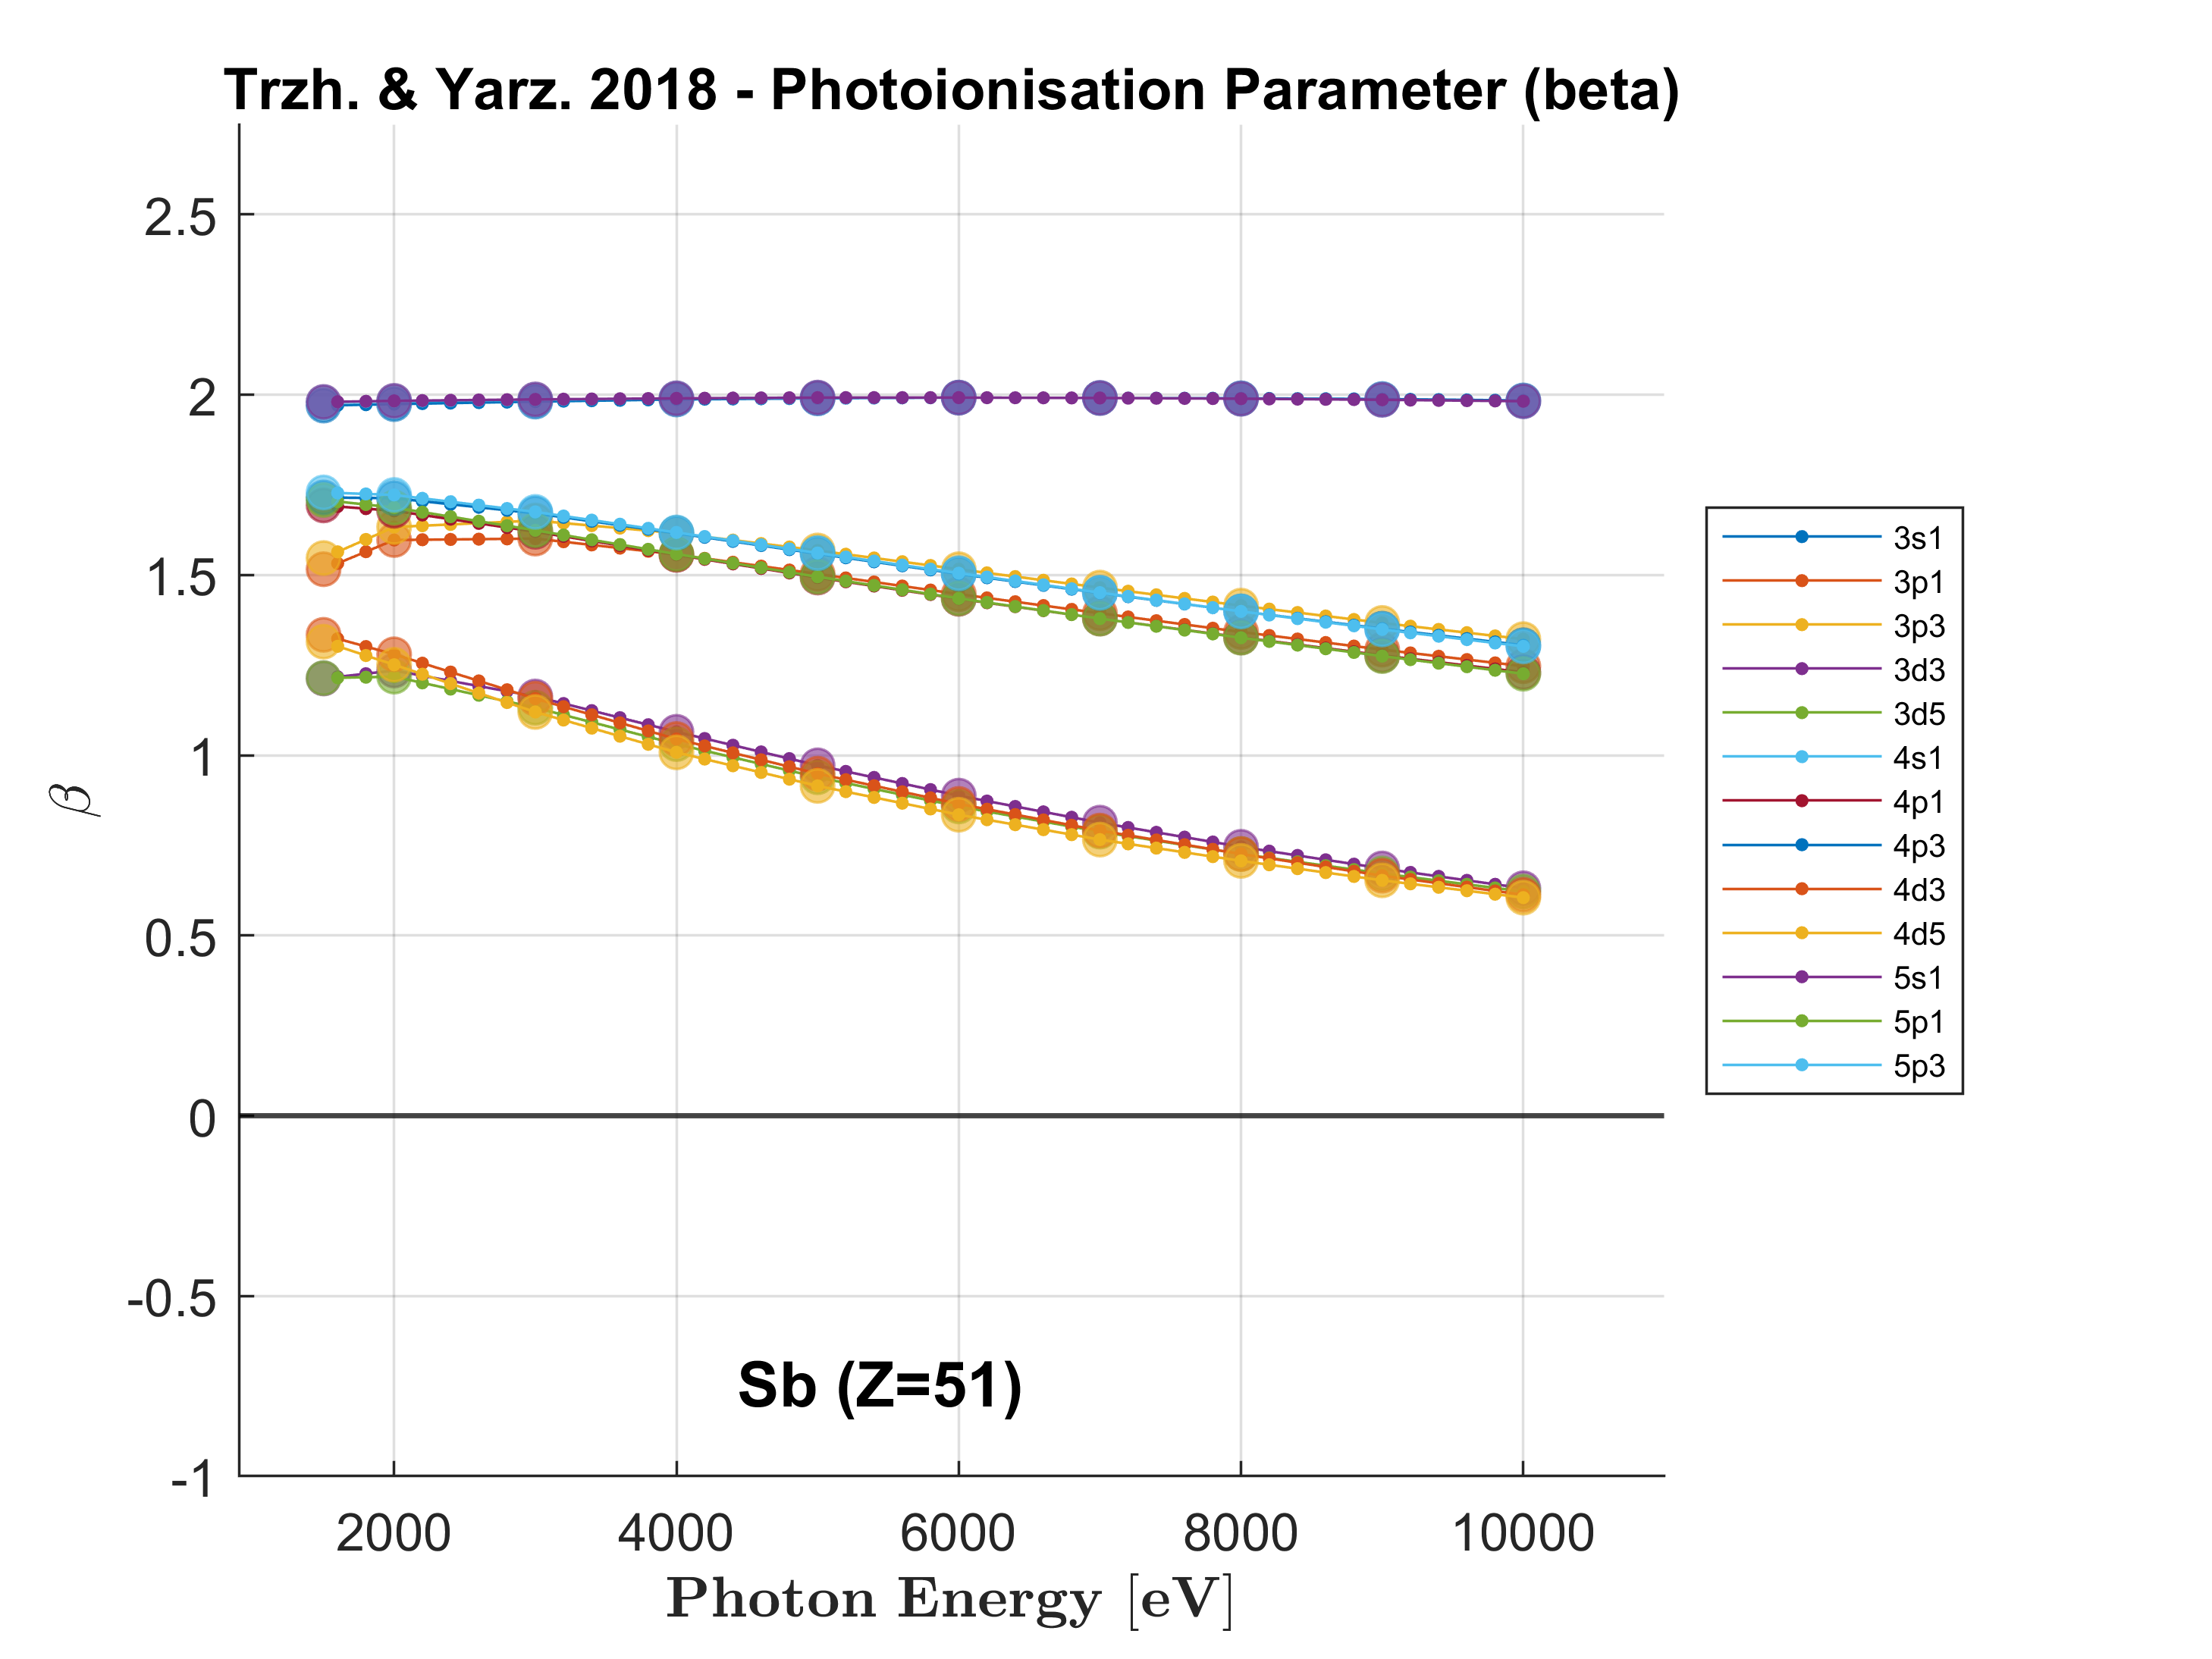 Trzh. & Yarz. 2018 - Photoionisation Parameter (beta)
2.5
2
1.5
1
0.5
0
-0.5
-1
β
2000 4000 6000 8000 10000
Photon Energy [eV]
Sb (Z=51)
3s1
3p1
3p3
3d3
3d5
4s1
4p1
4p3
4d3
4d5
5s1
5p1
5p3